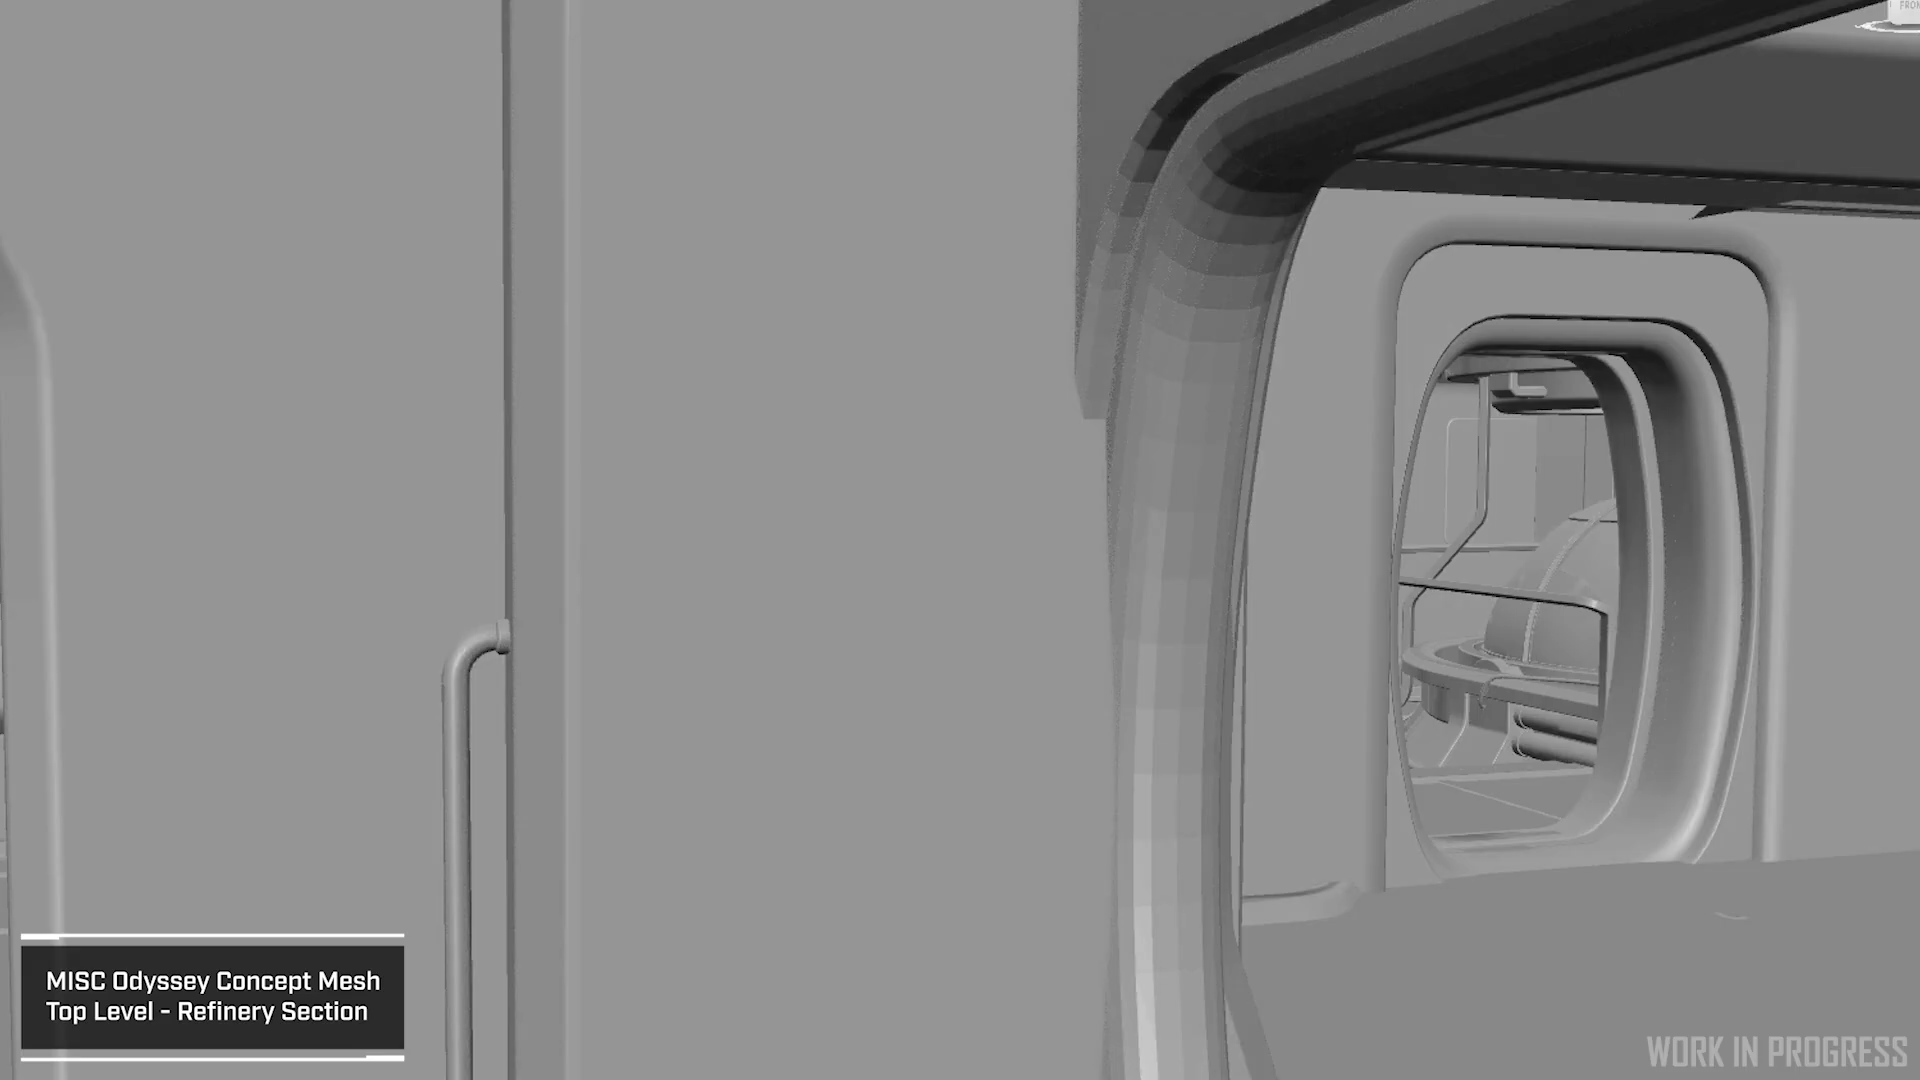 MISC Odyssey Concept Mesh
Top Level - Refinery Section
WORK IN PROGRESS